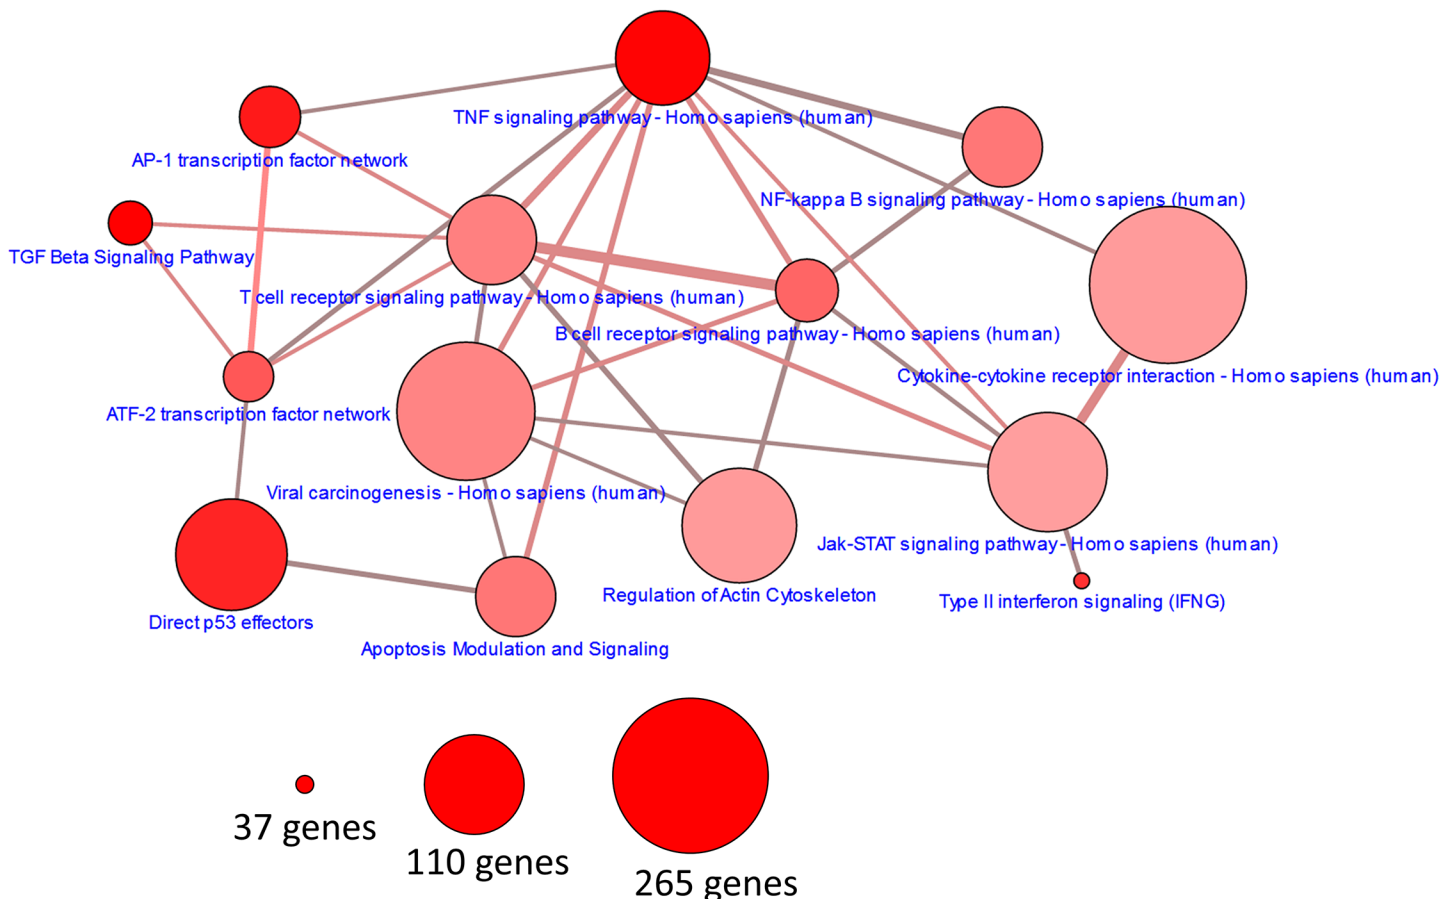 TNF signaling pathway - Homo sapiens (human)
AP-1 transcription factor network
NF-kappa B signaling pathway - Homo sapiens (human)
TGF Beta Signaling Pathway
T cell receptor signaling pathway - Homo sapiens (human)
B cell receptor signaling pathway - Homo sapiens (human)
Cytokine-cytokine receptor interaction - Homo sapiens (human)
ATF-2 transcription factor network
Viral carcinogenesis - Homo sapiens (human)
Jak-STAT signaling pathway - Homo sapiens (human)
Regulation of Actin Cytoskeleton
Type II interferon signaling (IFNG)
Direct p53 effectors
Apoptosis Modulation and Signaling
37 genes
110 genes
265 genes